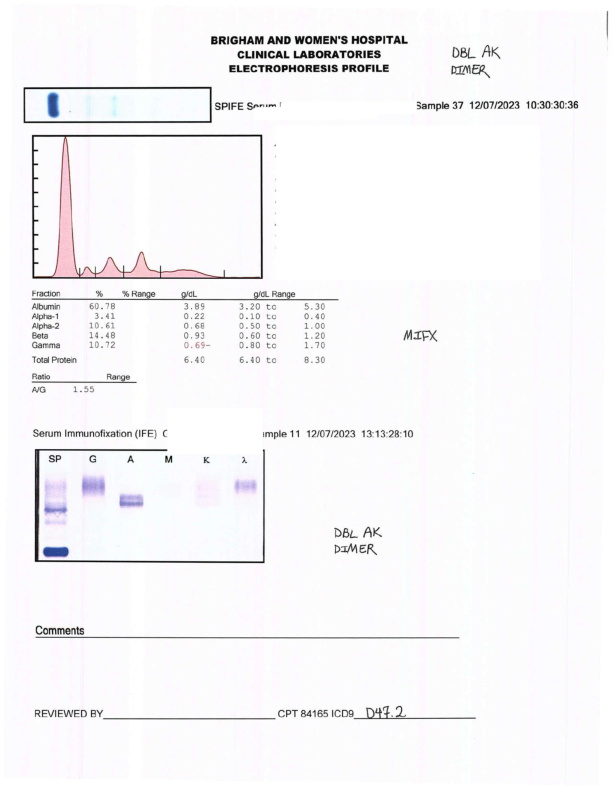 BRIGHAM AND WOMEN'S HOSPITAL
CLINICAL LABORATORIES
ELECTROPHORESIS PROFILE
DBL AK
DIMER
SPIFE Serum Sample 37 12/07/2023 10:30:30:36
Fraction % % Range g/dL g/dL Range
Albumin 60.78 3.89 3.20 to 5.30
Alpha-1 3.41 0.22 0.10 to 0.40
Alpha-2 10.61 0.68 0.50 to 1.00
Beta 14.48 0.93 0.60 to 1.20
Gamma 10.72 0.69- 0.80 to 1.70
Total Protein 6.40 6.40 to 8.30
MIFX
Ratio Range
A/G 1.55
Serum Immunofixation (IFE) 11 12/07/2023 13:13:28:10
SP G A M K λ
DBL AK
DIMER
Comments
REVIEWED BY CPT 84165 ICD9 D47.2